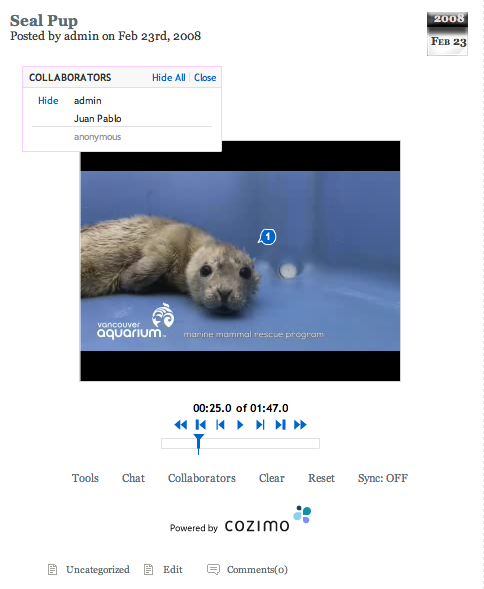 Seal Pup
Posted by admin on Feb 23rd, 2008
2008
Feb 23
COLLABORATORS Hide All Close
Hide admin
Juan Pablo
anonymous
1
vancouver
aquarium™
marine mammal rescue program
00:25.0 of 01:47.0
Tools Chat Collaborators Clear Reset Sync: OFF
Powered by cozimo
Uncategorized Edit Comments(0)